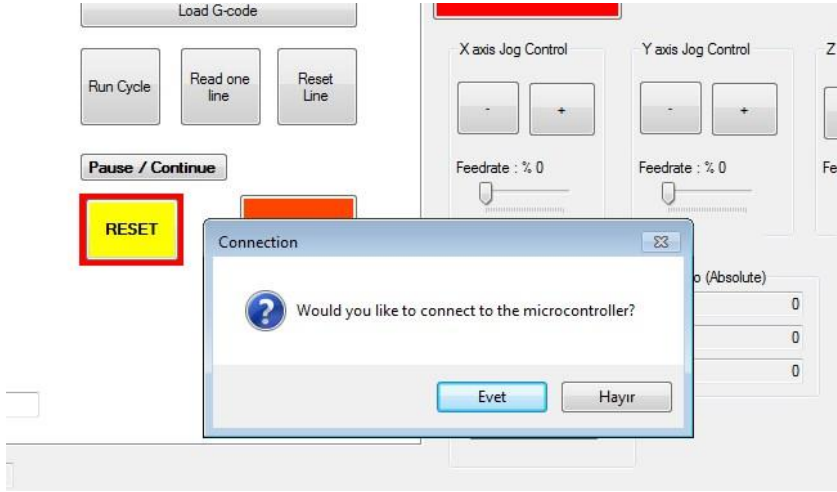 Load G-code
X axis Jog Control
Y axis Jog Control
Z
Run Cycle
Read one
line
Reset
Line
-
+
-
+
Pause / Continue
Feedrate : % 0
Feedrate : % 0
Fe
RESET
Connection
o (Absolute)
Would you like to connect to the microcontroller?
0
0
0
Evet
Hayır